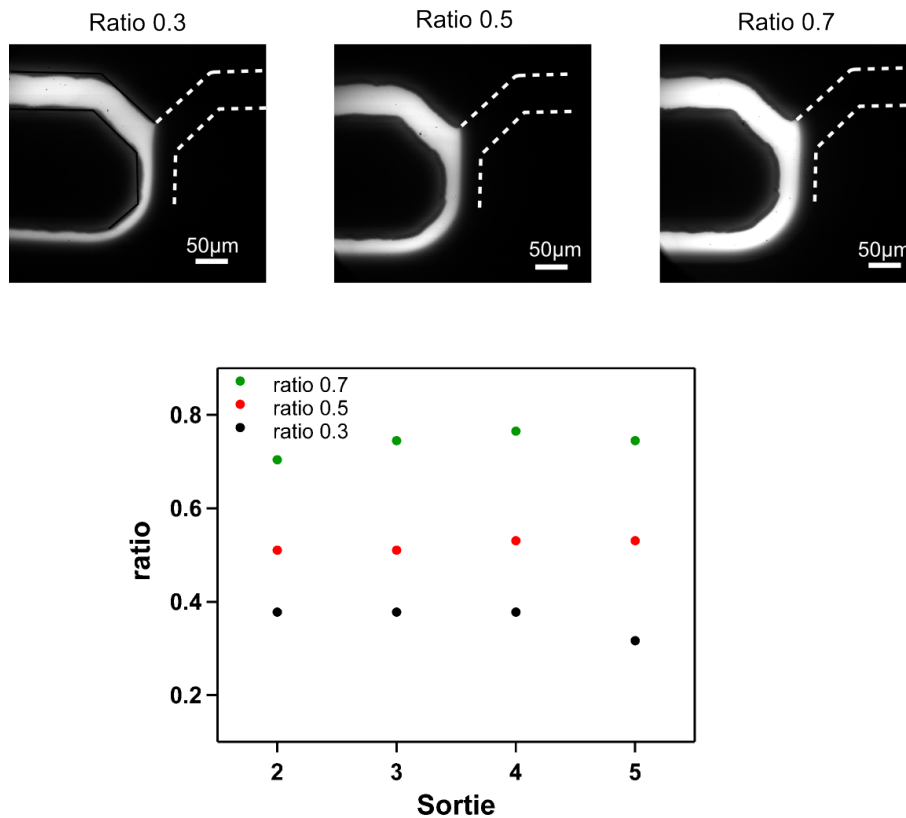 Ratio 0.3
Ratio 0.5
Ratio 0.7
50µm
50µm
50µm
ratio 0.7
ratio 0.5
ratio 0.3
0.8
0.6
0.4
0.2
ratio
2 3 4 5
Sortie